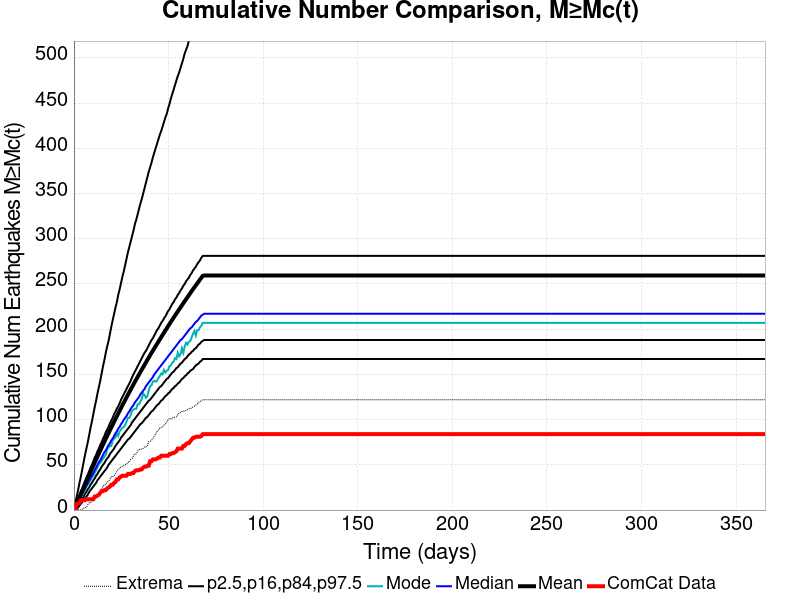 Cumulative Number Comparison, M≥Mc(t)
Cumulative Num Earthquakes M≥Mc(t)
500
450
400
350
300
250
200
150
100
50
0
0 50 100 150 200 250 300 350
Time (days)
Extrema p2.5,p16,p84,p97.5 Mode Median Mean ComCat Data